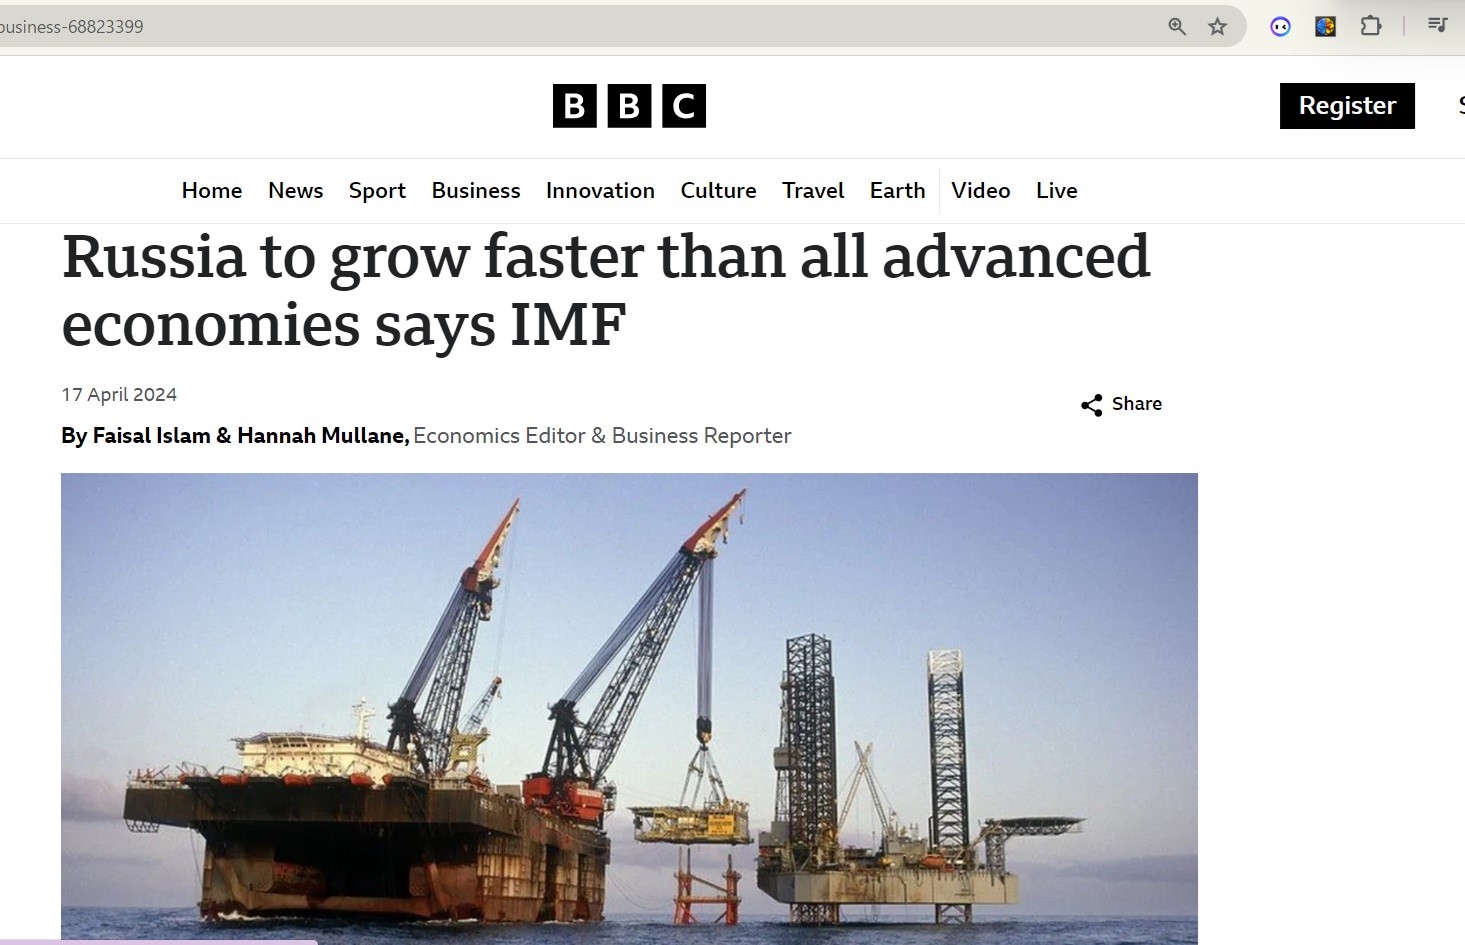 business-68823399
BBC
Register
Home News Sport Business Innovation Culture Travel Earth Video Live
Russia to grow faster than all advanced
economies says IMF
17 April 2024
Share
By Faisal Islam & Hannah Mullane, Economics Editor & Business Reporter